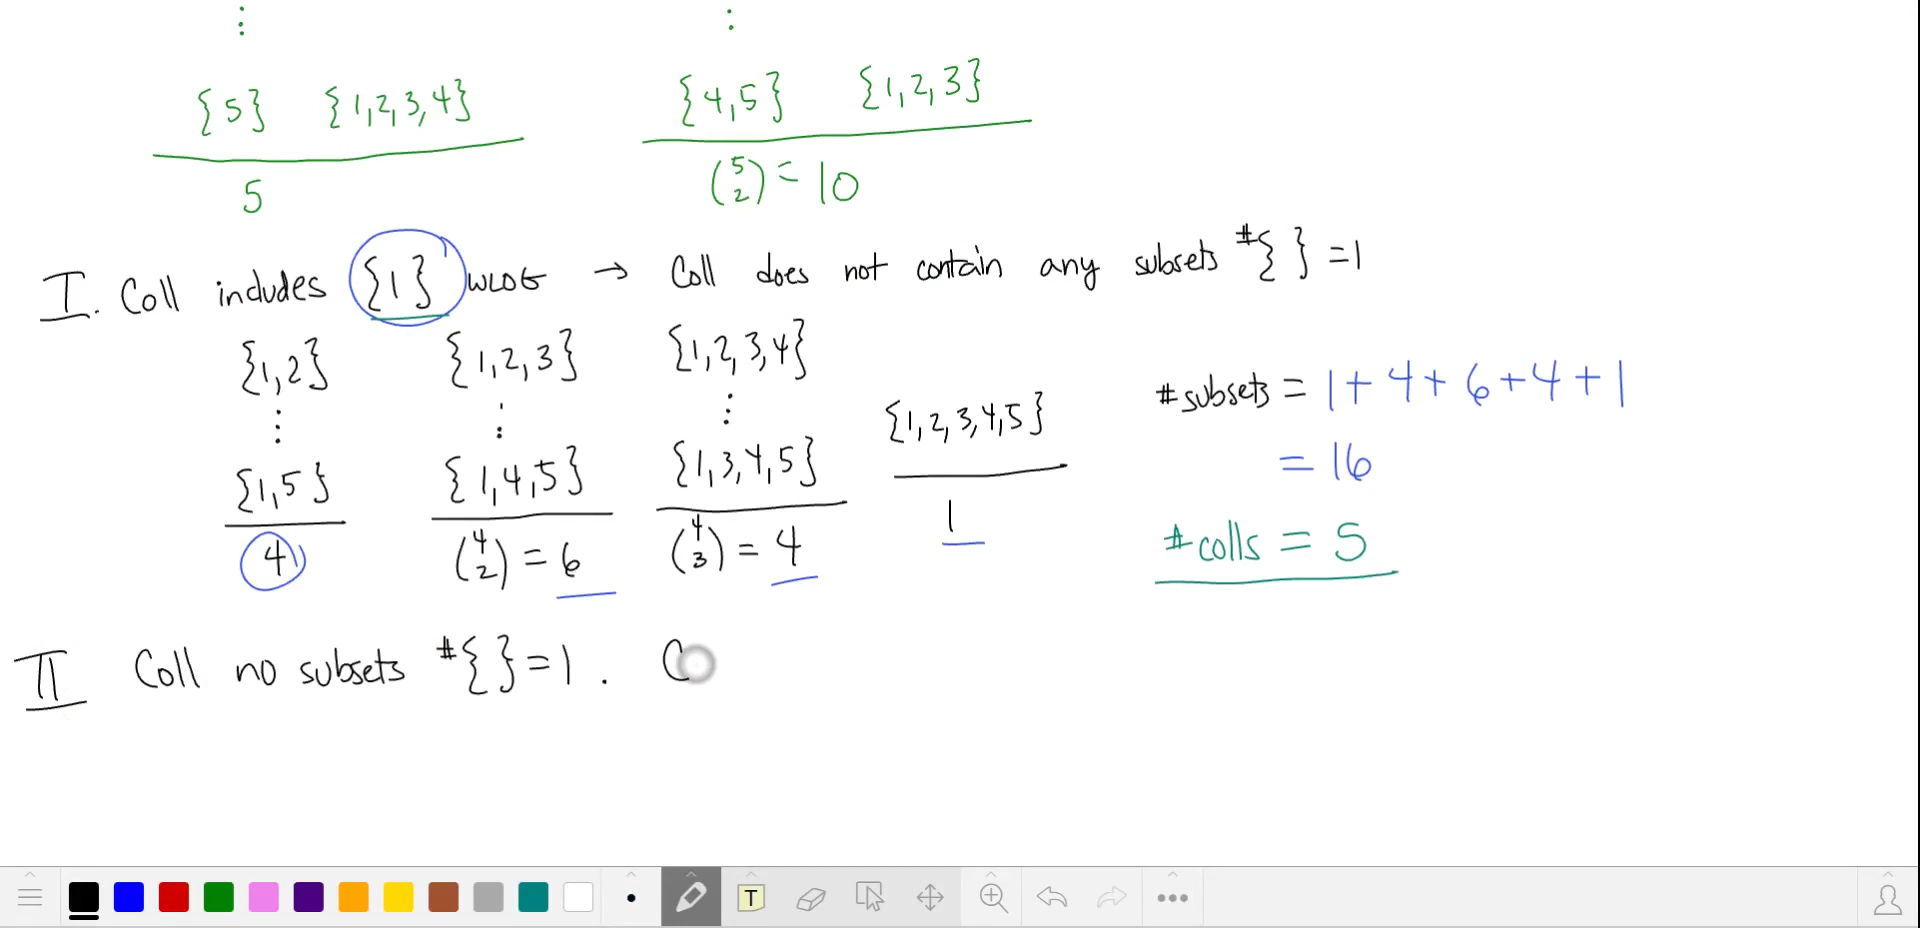 ⋮ ⋮
{5} {1,2,3,4} {4,5} {1,2,3}
5 (5 2) = 10
I. Coll includes {1} WLOG → Coll does not contain any subsets #{ } = 1
{1,2} {1,2,3} {1,2,3,4}
⋮ ⋮ ⋮ {1,2,3,4,5} # subsets = 1 + 4 + 6 + 4 + 1
{1,5} {1,4,5} {1,3,4,5} = 16
4 (4 2) = 6 (4 3) = 4 1 # colls = 5
II Coll no subsets #{ } = 1 . C
T